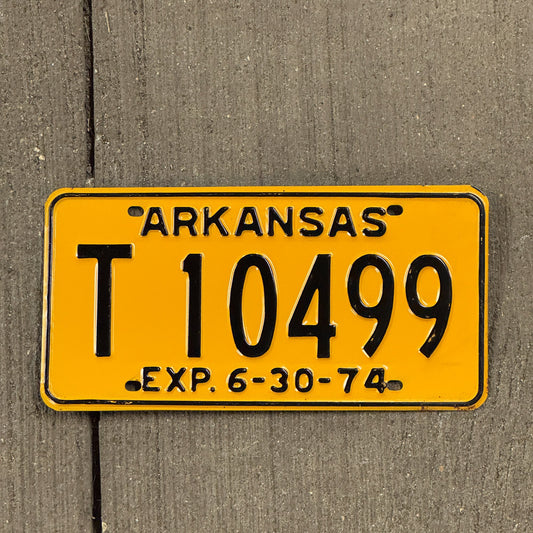 ARKANSAS
T 10499
EXP. 6-30-74